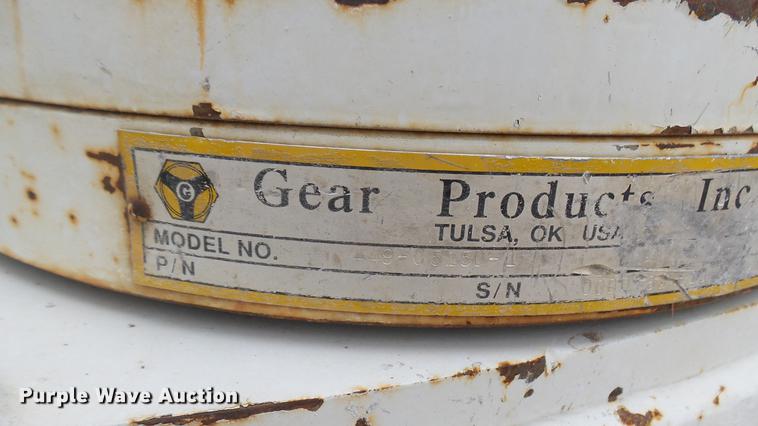 G
Gear Products Inc
TULSA, OK USA
MODEL NO.
P/N
S/N
Purple Wave Auction